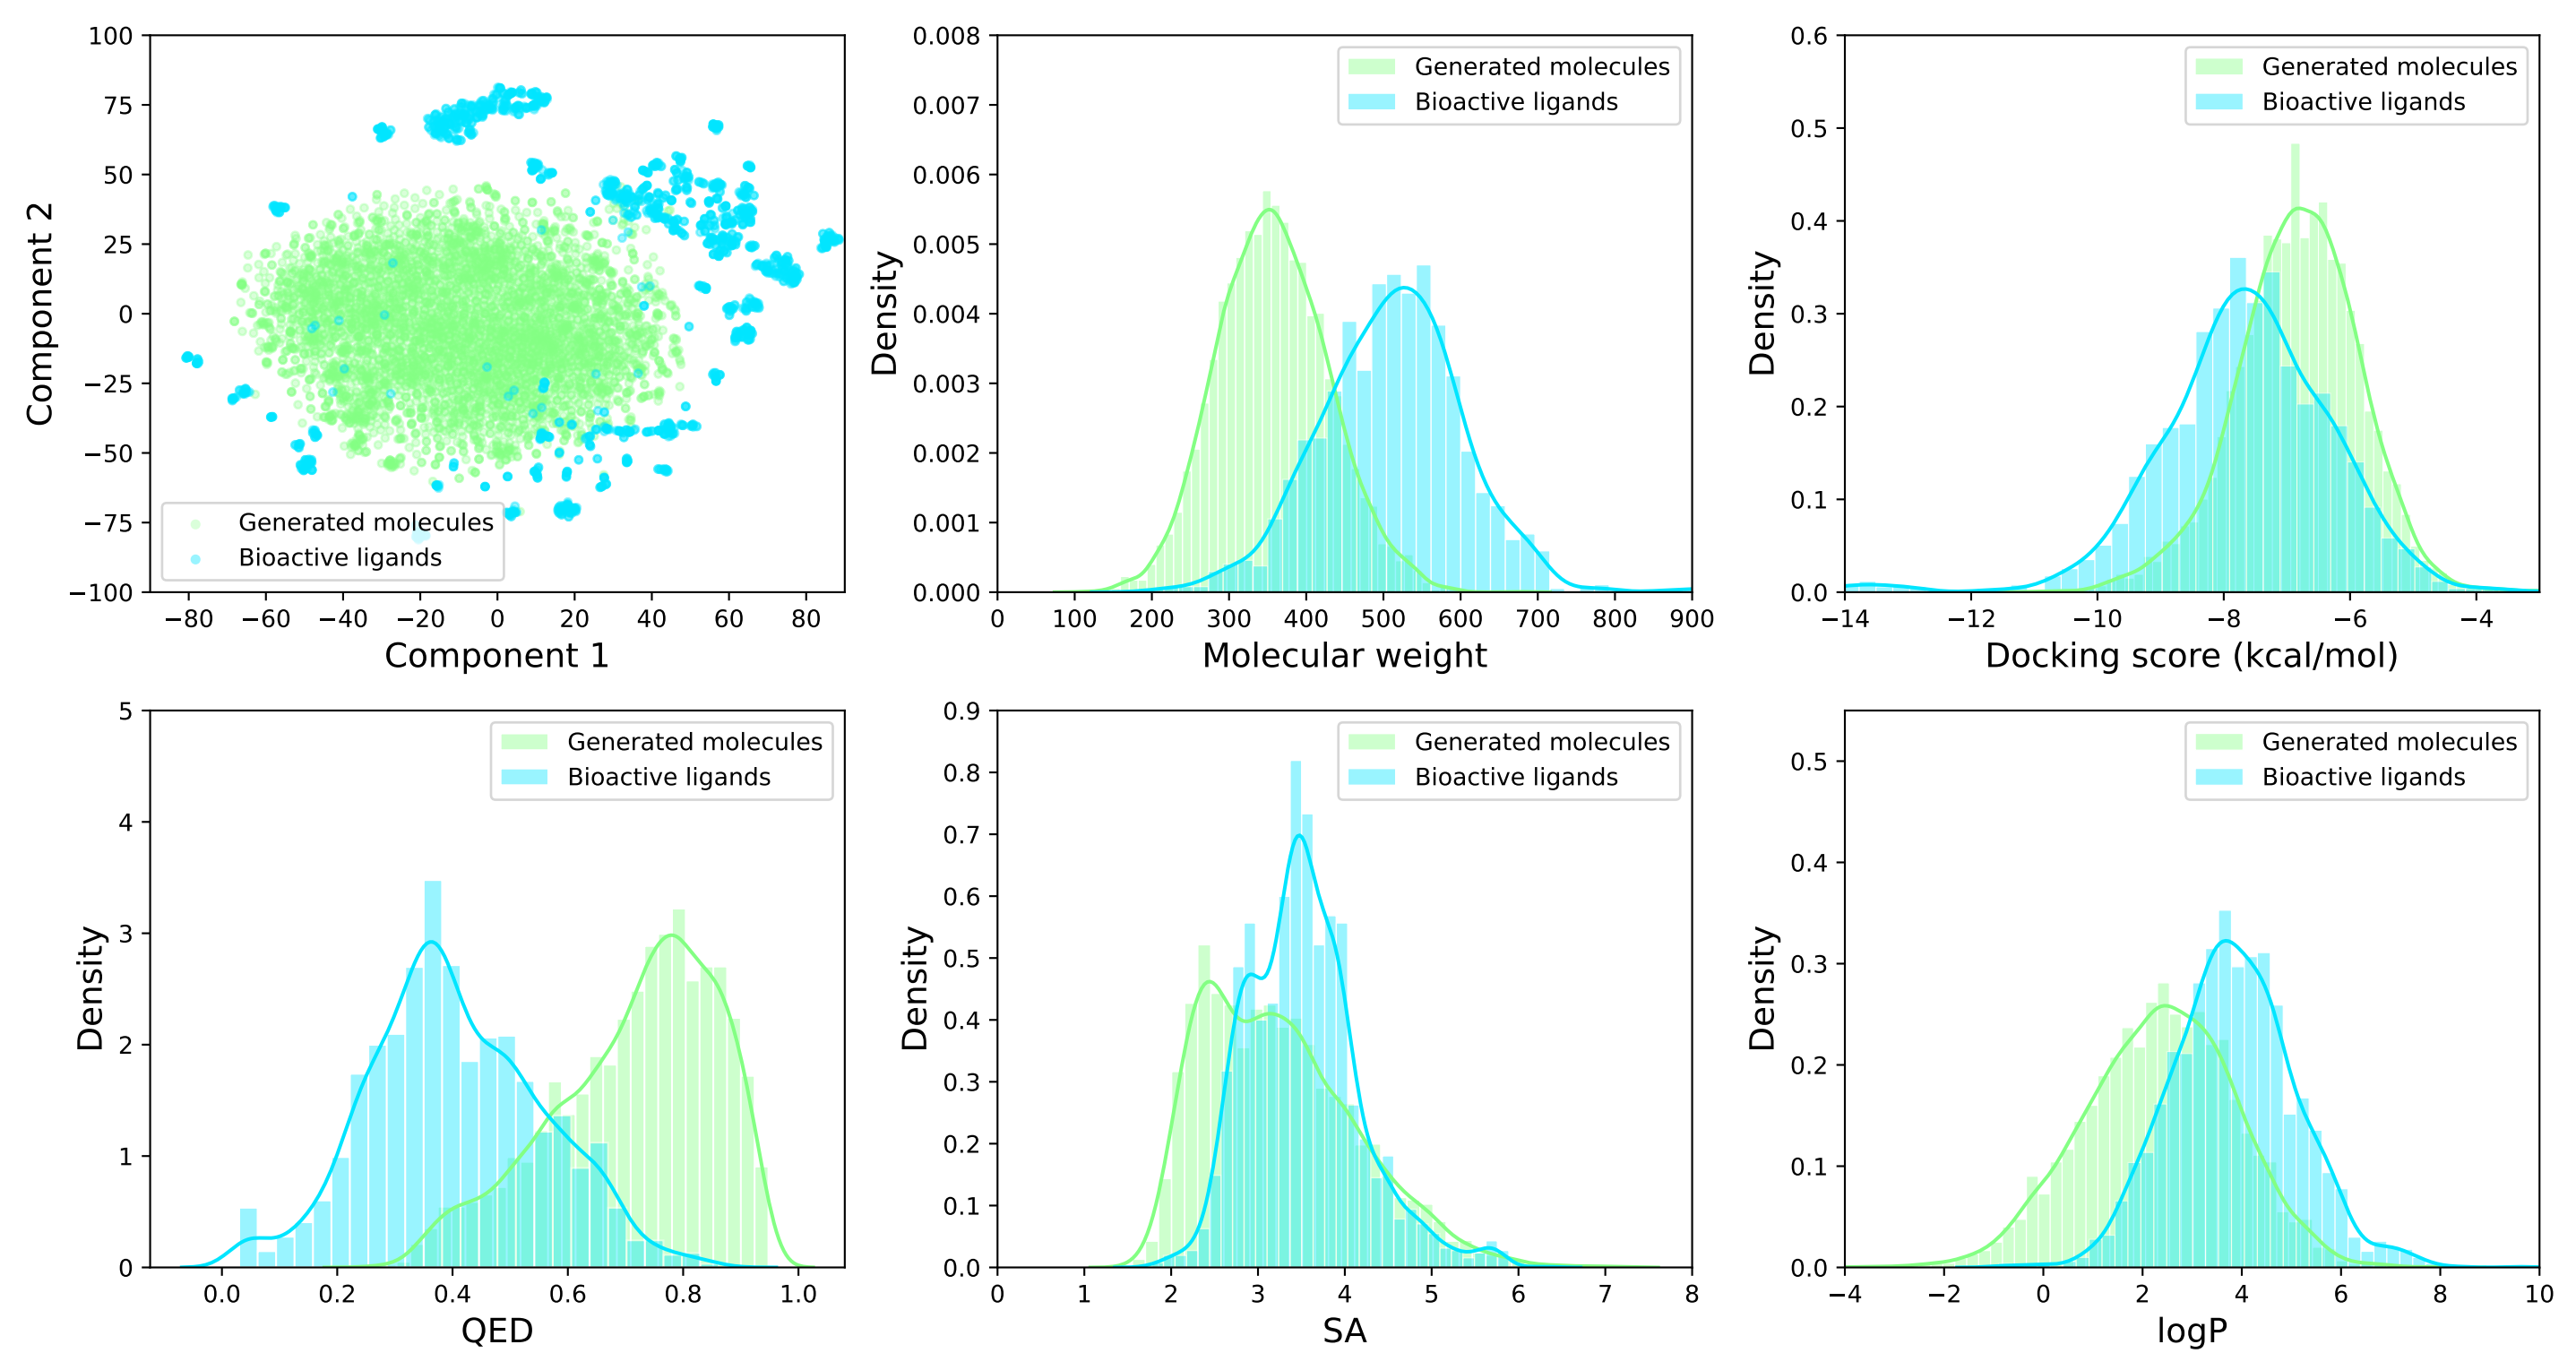 100
75
50
25
0
−25
−50
−75
−100
Component 2
Generated molecules
Bioactive ligands
−80 −60 −40 −20 0 20 40 60 80
Component 1
0.008
0.007
0.006
0.005
0.004
0.003
0.002
0.001
0.000
Density
Generated molecules
Bioactive ligands
0 100 200 300 400 500 600 700 800 900
Molecular weight
0.6
0.5
0.4
0.3
0.2
0.1
0.0
Density
Generated molecules
Bioactive ligands
−14 −12 −10 −8 −6 −4
Docking score (kcal/mol)
5
4
3
2
1
0
Density
Generated molecules
Bioactive ligands
0.0 0.2 0.4 0.6 0.8 1.0
QED
0.9
0.8
0.7
0.6
0.5
0.4
0.3
0.2
0.1
0.0
Density
Generated molecules
Bioactive ligands
0 1 2 3 4 5 6 7 8
SA
0.5
0.4
0.3
0.2
0.1
0.0
Density
Generated molecules
Bioactive ligands
−4 −2 0 2 4 6 8 10
logP